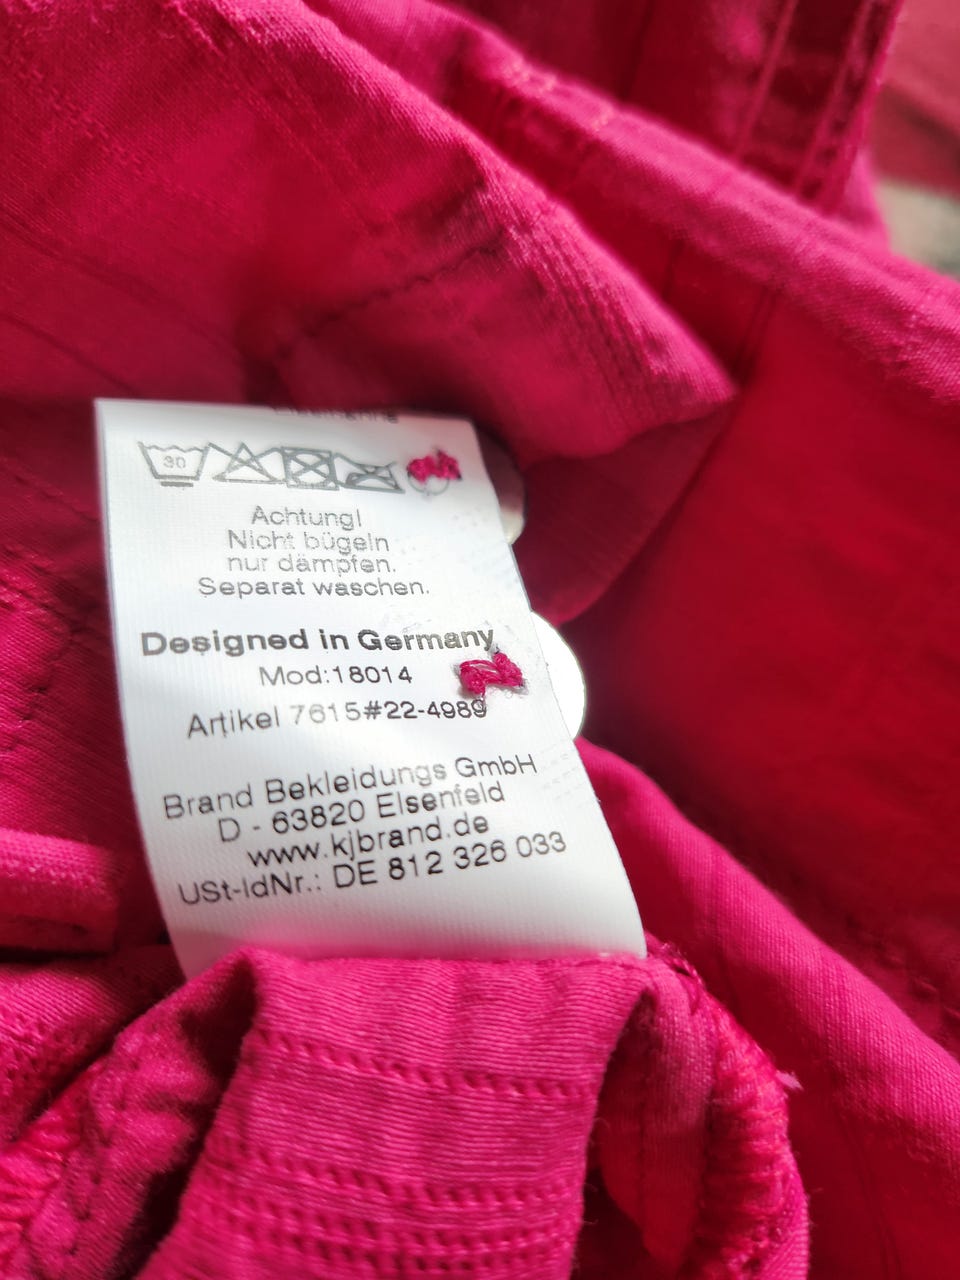 30
Achtung!
Nicht bügeln
nur dämpfen.
Separat waschen.
Designed in Germany
Mod:18014
Artikel 7615#22-4989
Brand Bekleidungs GmbH
D - 63820 Elsenfeld
www.kjbrand.de
USt-IdNr.: DE 812 326 033